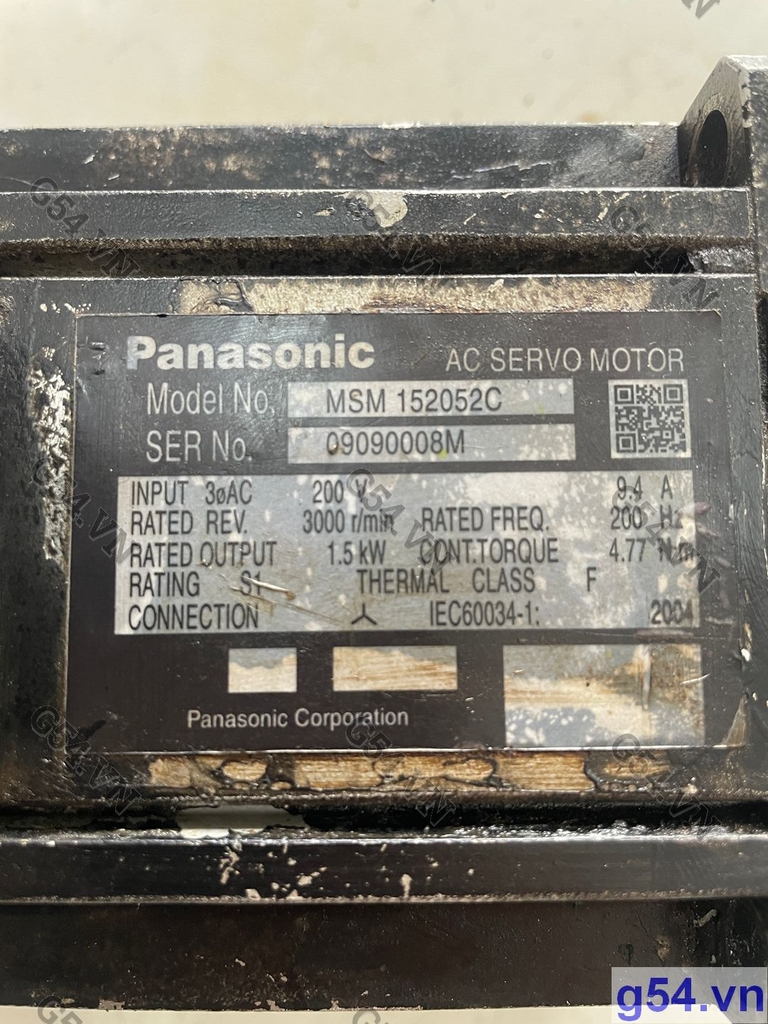 Panasonic AC SERVO MOTOR
Model No. MSM 152052C
SER No. 09090008M
INPUT 3øAC 200 V 9.4 A
RATED REV. 3000 r/min RATED FREQ. 200 Hz
RATED OUTPUT 1.5 kW CONT.TORQUE 4.77 N.m
RATING S1 THERMAL CLASS F
CONNECTION IEC60034-1: 2004
Panasonic Corporation
G54.VN
g54.vn